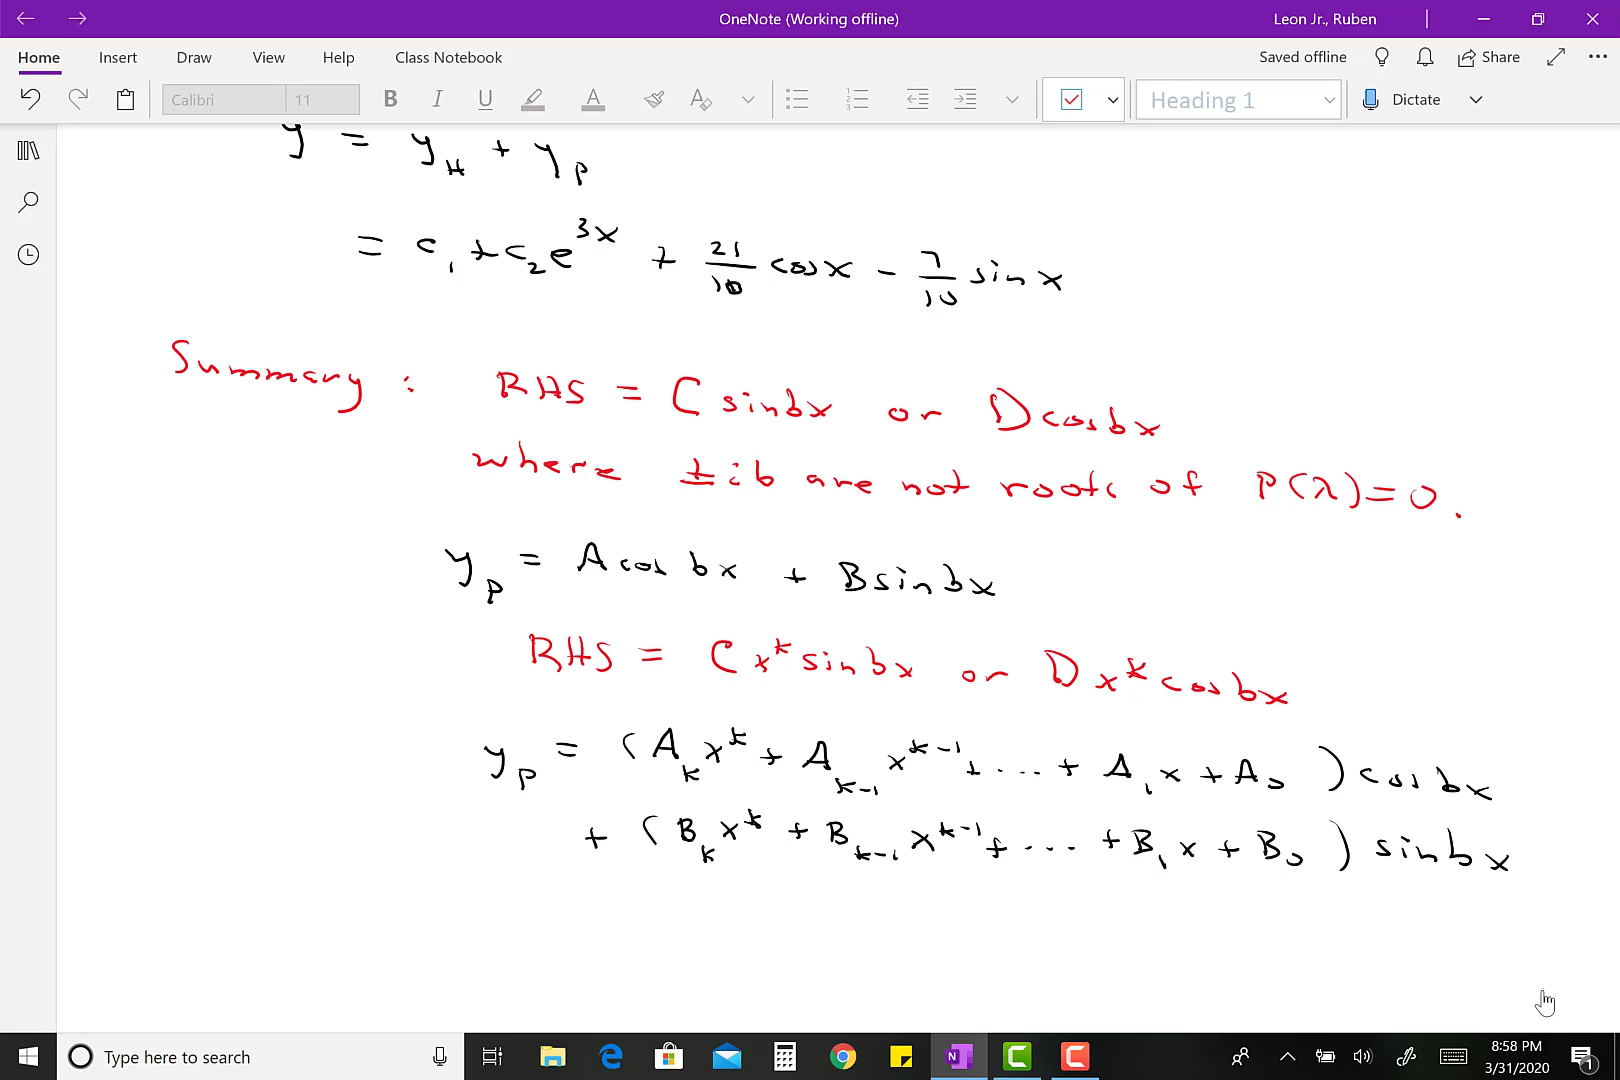 OneNote (Working offline)
Leon Jr., Ruben
Home Insert Draw View Help Class Notebook
Saved offline
Share
Calibri 11
B I U A
Heading 1
Dictate
y = y_H + y_P
= c_1 + c_2 e^{3x} + 21/10 cos x - 7/10 sin x
Summary : RHS = C sin bx or D cos bx
where ± ib are not roots of P(λ) = 0.
y_p = A cos bx + B sin bx
RHS = C x^k sin bx or D x^k cos bx
y_p = (A_k x^k + A_{k-1} x^{k-1} + ... + A_1 x + A_0) cos bx
+ (B_k x^k + B_{k-1} x^{k-1} + ... + B_1 x + B_0) sin bx
Type here to search
8:58 PM
3/31/2020
1